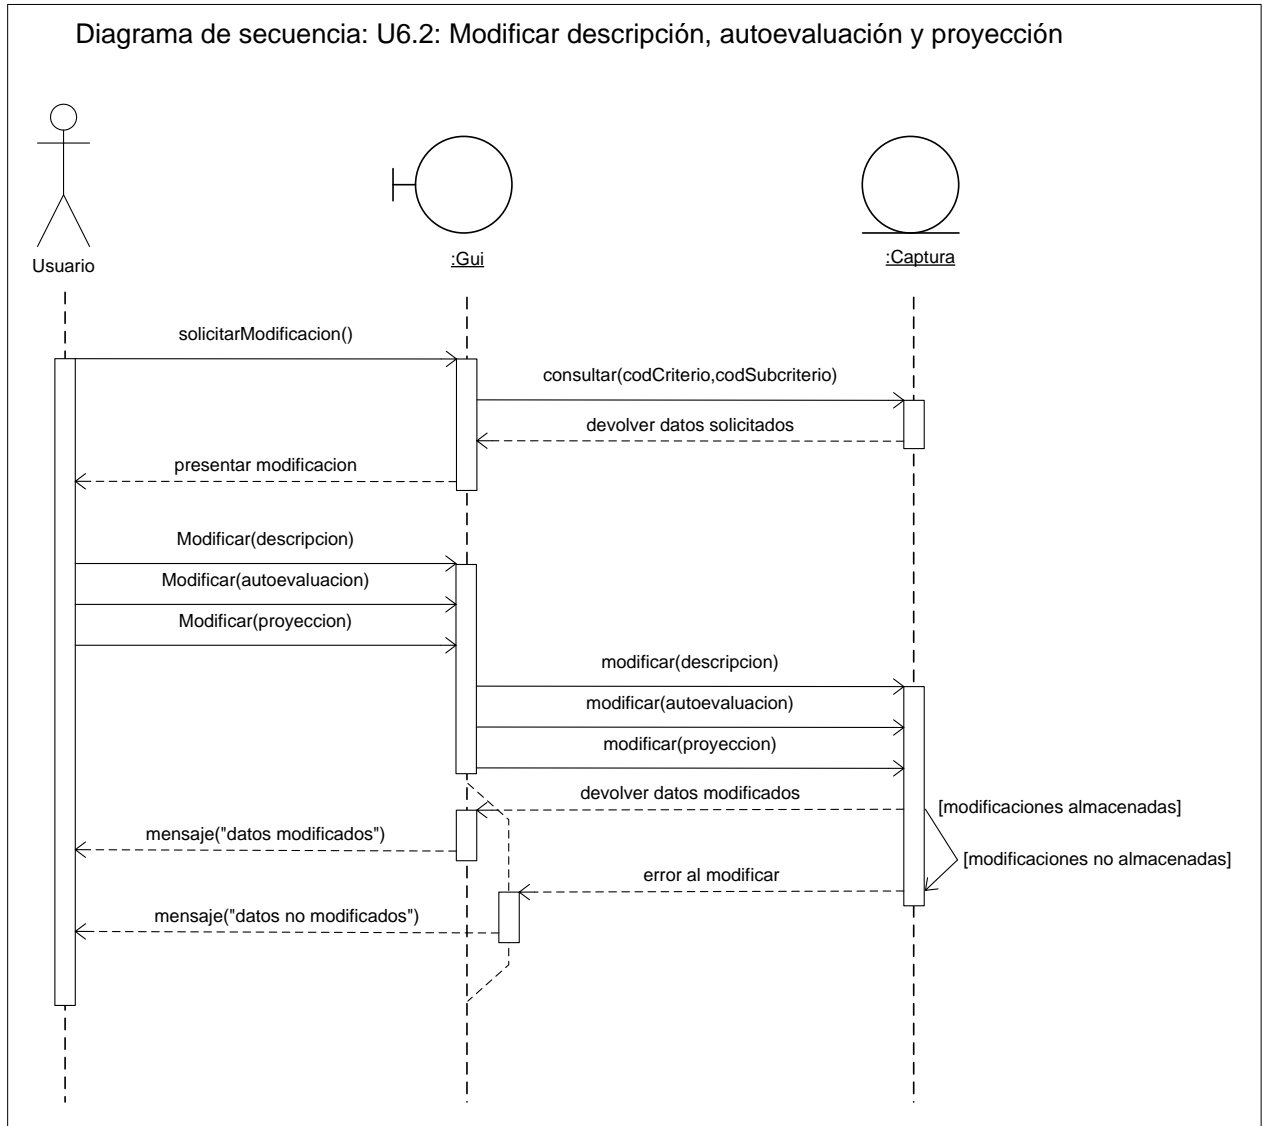 Diagrama de secuencia: U6.2: Modificar descripción, autoevaluación y proyección
Usuario
:Gui
:Captura
solicitarModificacion()
consultar(codCriterio,codSubcriterio)
devolver datos solicitados
presentar modificacion
Modificar(descripcion)
Modificar(autoevaluacion)
Modificar(proyeccion)
modificar(descripcion)
modificar(autoevaluacion)
modificar(proyeccion)
devolver datos modificados
[modificaciones almacenadas]
mensaje("datos modificados")
[modificaciones no almacenadas]
error al modificar
mensaje("datos no modificados")